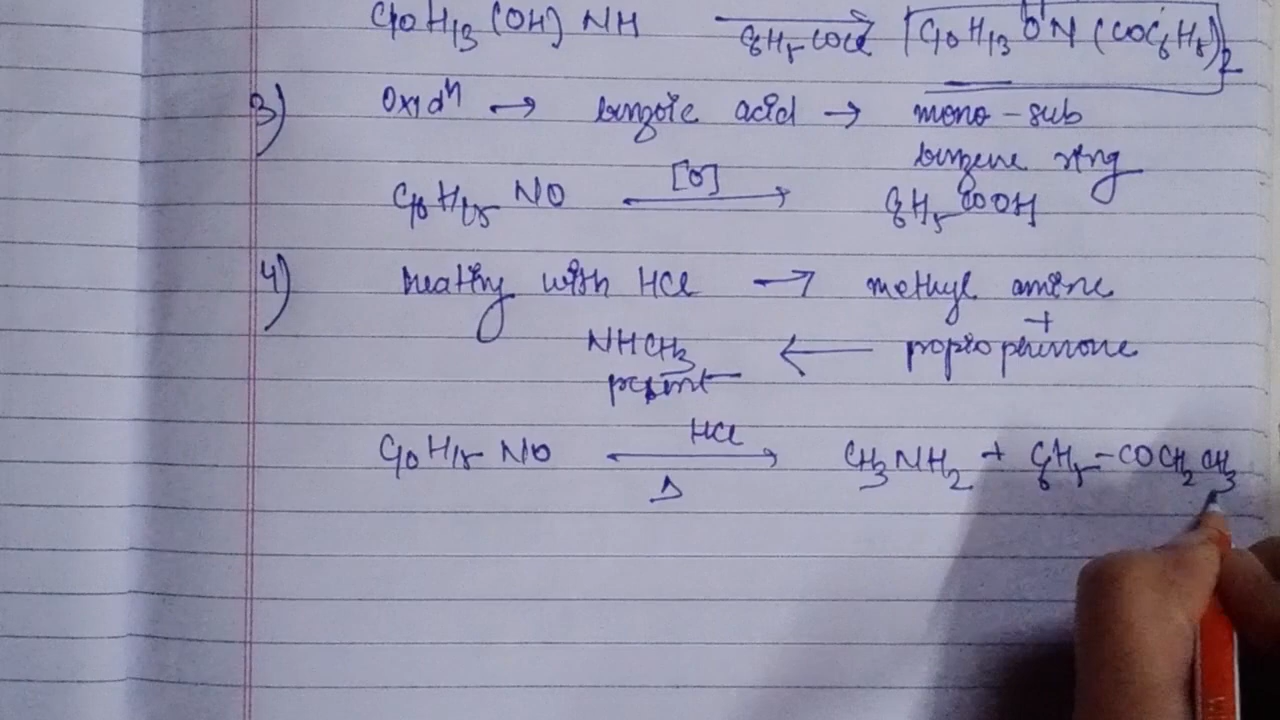 C10H13(OH) NH → C6H5COCl [C10H13ON(COC6H5)2
3) Oxidn → benzoic acid → mono-sub
benzene ring
C10H15NO [O] → C6H5COOH
4) heating with HCl → methyl amine
+
NHCH3 ← propiophenone
present
C10H15NO HCl → Δ CH3NH2 + C6H5-COCH2CH3